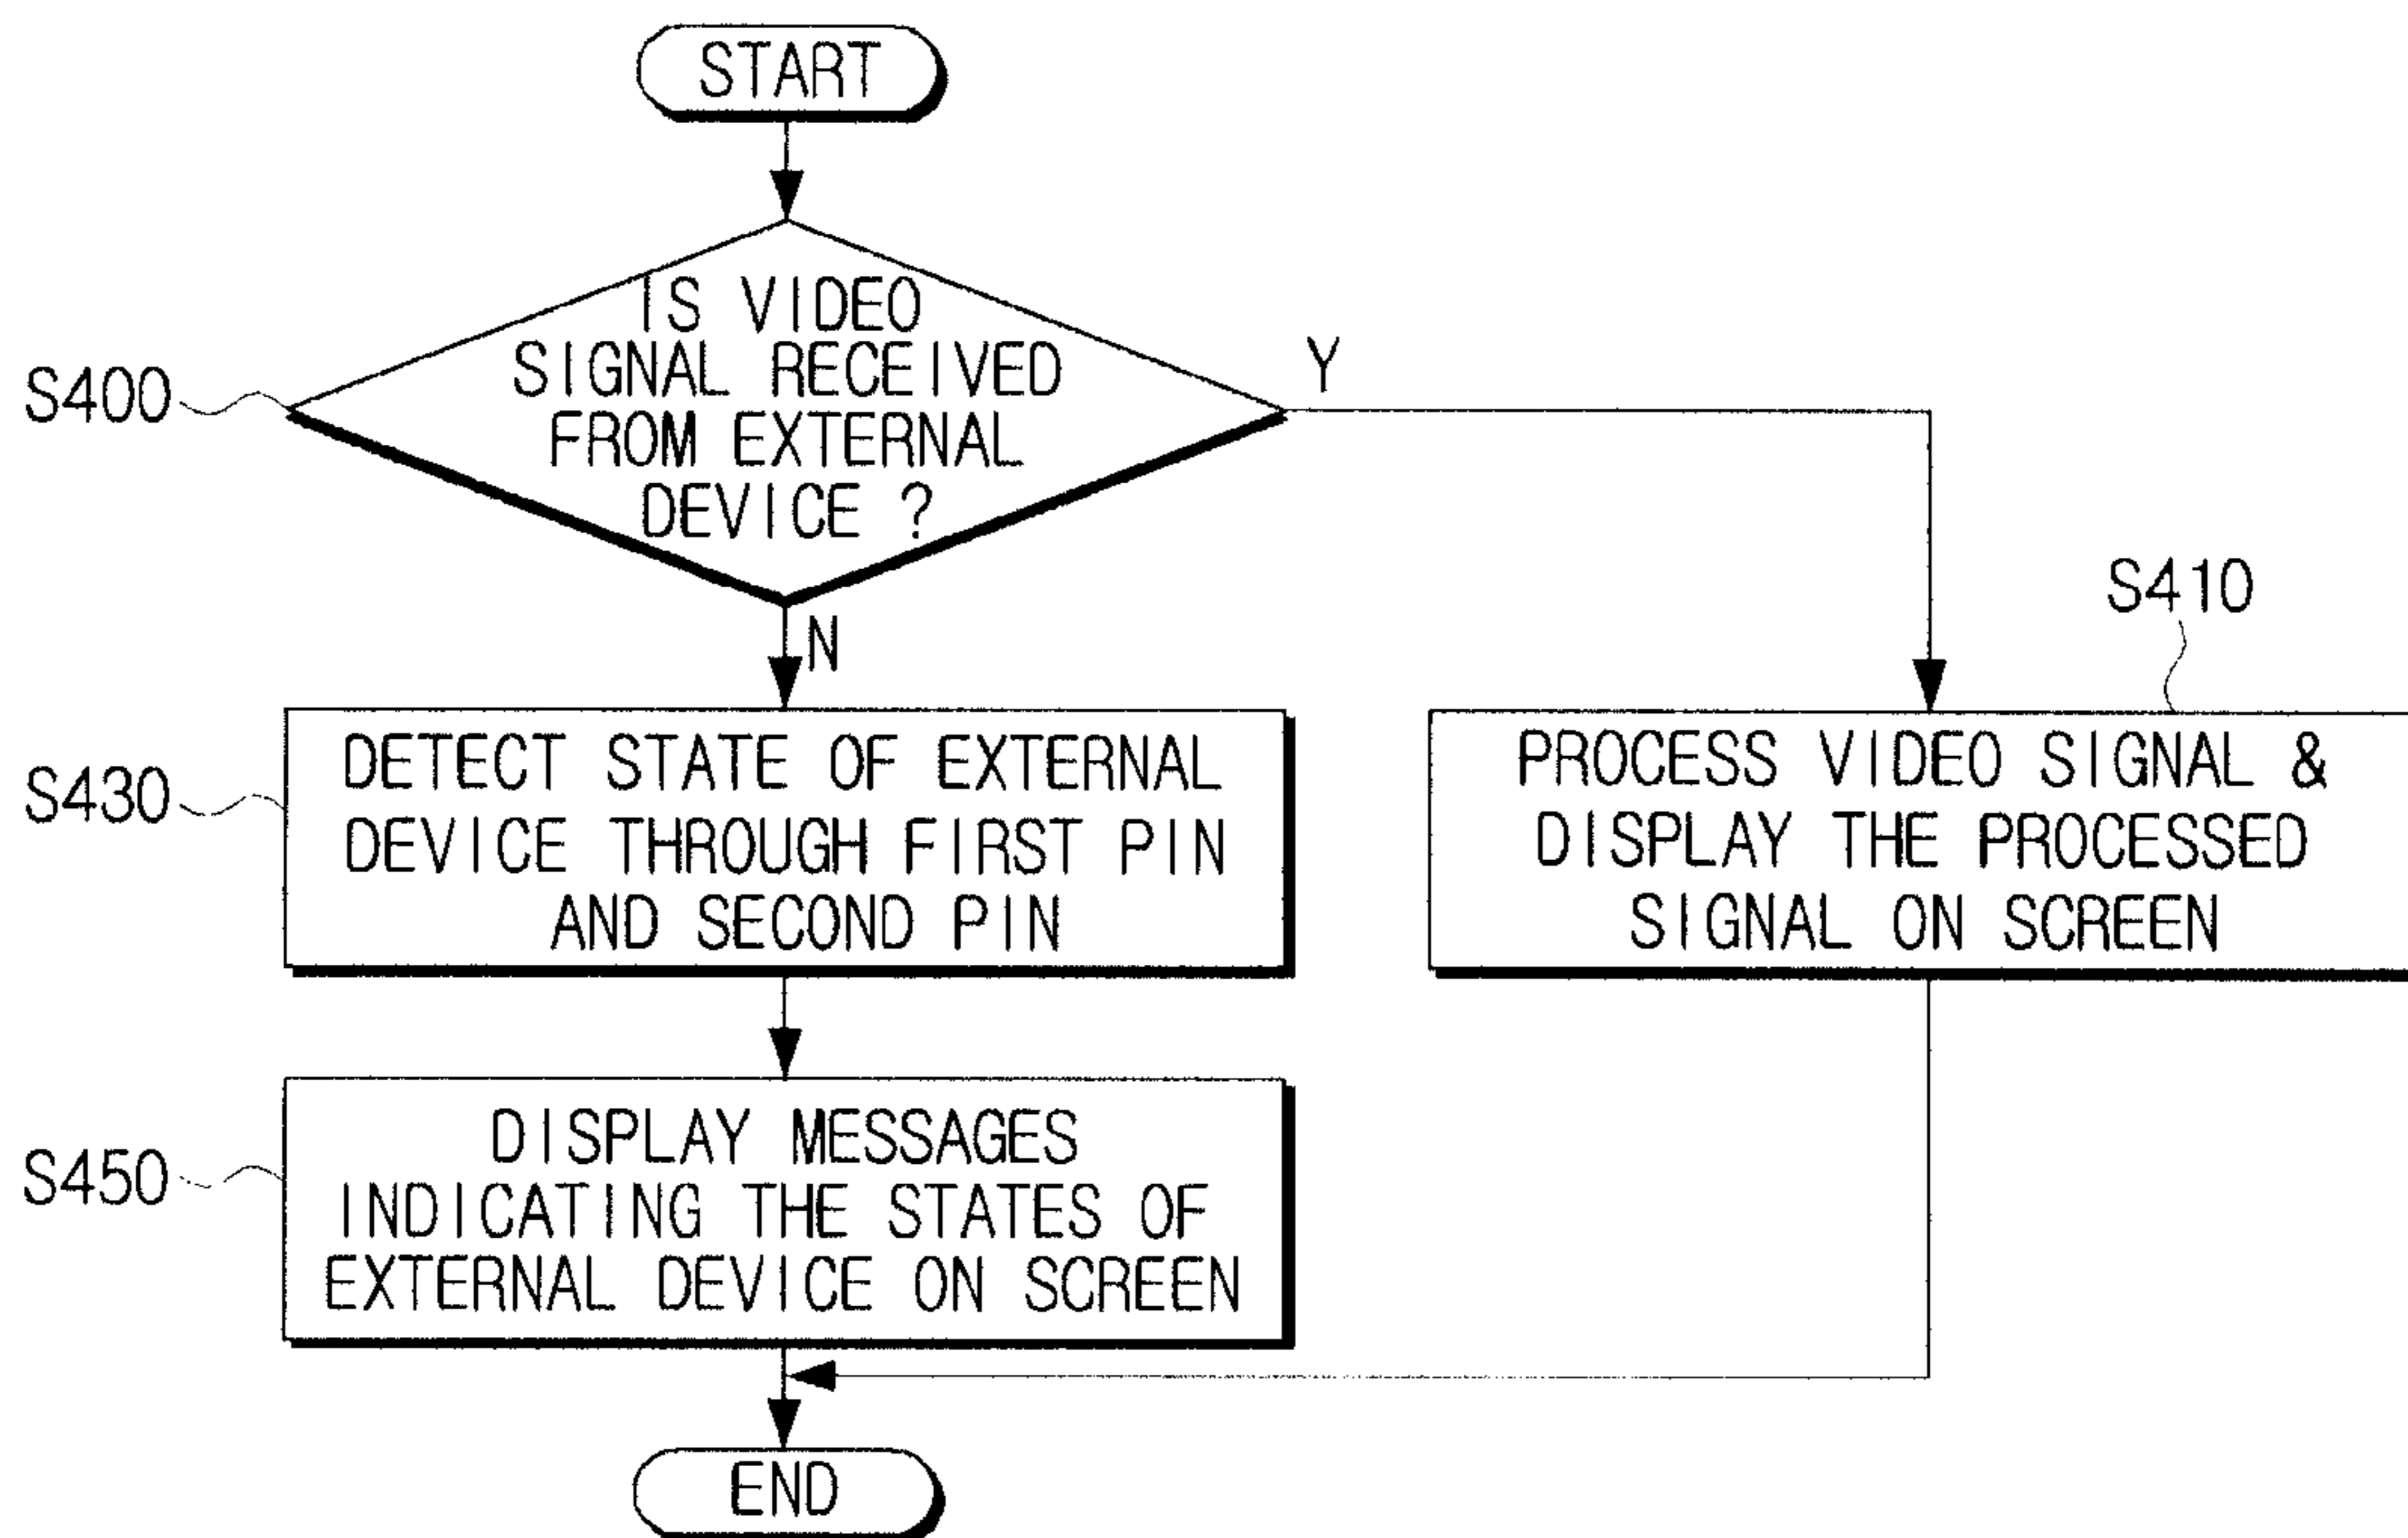 START
S400
IS VIDEO
SIGNAL RECEIVED
FROM EXTERNAL
DEVICE ?
Y
N
S430
DETECT STATE OF EXTERNAL
DEVICE THROUGH FIRST PIN
AND SECOND PIN
S410
PROCESS VIDEO SIGNAL &
DISPLAY THE PROCESSED
SIGNAL ON SCREEN
S450
DISPLAY MESSAGES
INDICATING THE STATES OF
EXTERNAL DEVICE ON SCREEN
END